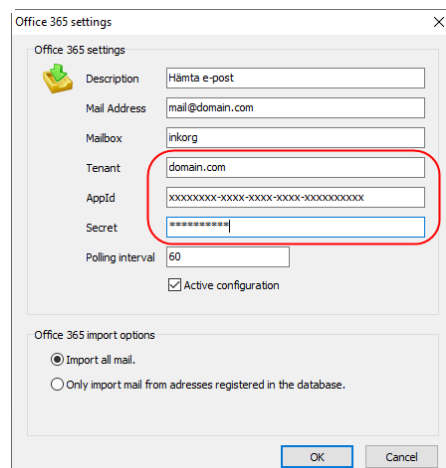 Office 365 settings
Office 365 settings
Description Hämta e-post
Mail Address mail@domain.com
Mailbox inkorg
Tenant domain.com
AppId xxxxxxxx-xxxx-xxxx-xxxx-xxxxxxxxxx
Secret **********
Polling interval 60
Active configuration
Office 365 import options
Import all mail.
Only import mail from adresses registered in the database.
OK Cancel